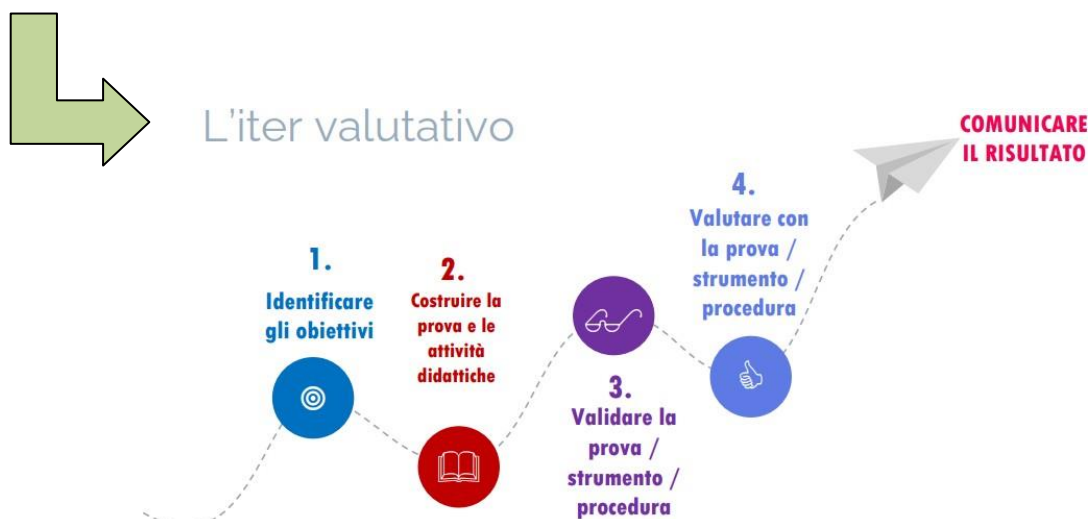 L'iter valutativo
COMUNICARE
IL RISULTATO
1.
Identificare
gli obiettivi
2.
Costruire la
prova e le
attività
didattiche
3.
Validare la
prova /
strumento /
procedura
4.
Valutare con
la prova /
strumento /
procedura